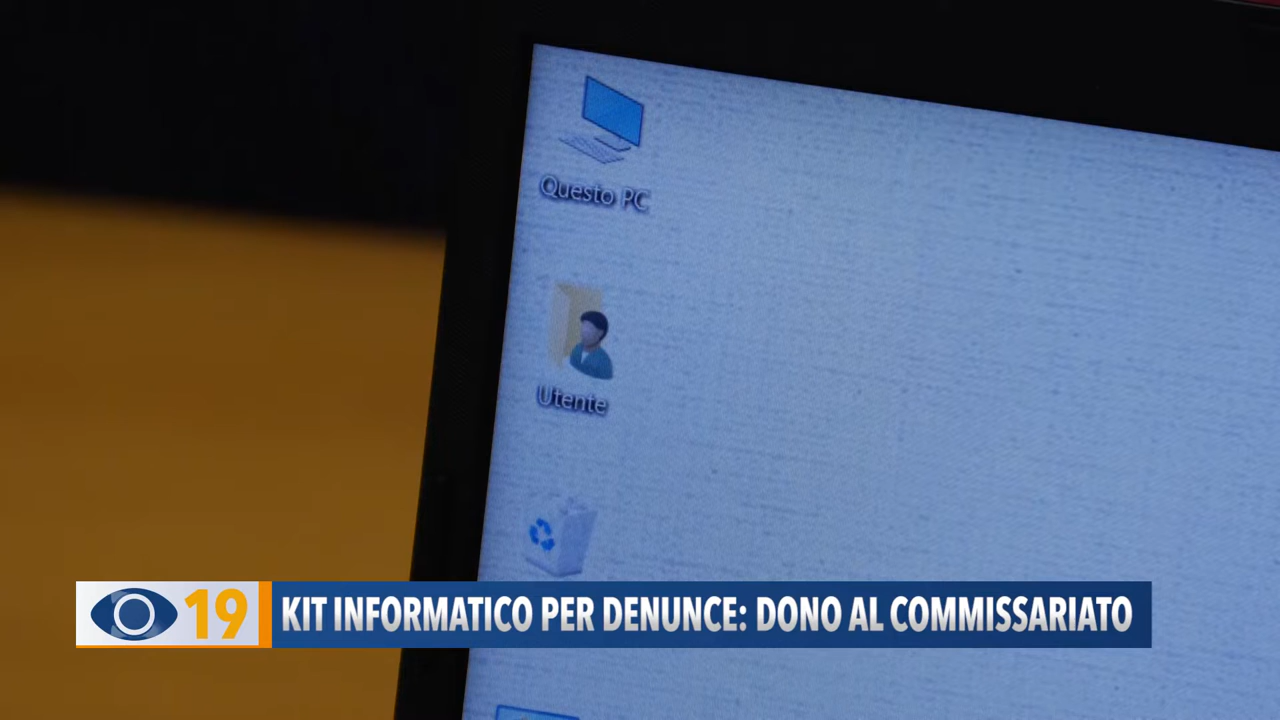 Questo PC
Utente
19
KIT INFORMATICO PER DENUNCE: DONO AL COMMISSARIATO